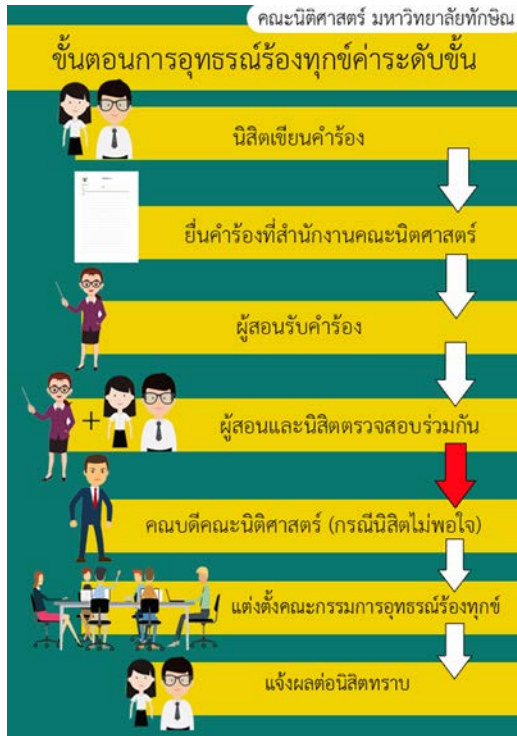 คณะนิติศาสตร์ มหาวิทยาลัยทักษิณ
ขั้นตอนการอุทธรณ์ร้องทุกข์ค่าระดับขั้น
นิสิตเขียนคำร้อง
ยื่นคำร้องที่สำนักงานคณะนิตศาสตร์
ผู้สอนรับคำร้อง
+
ผู้สอนและนิสิตตรวจสอบร่วมกัน
คณบดีคณะนิติศาสตร์ (กรณีนิสิตไม่พอใจ)
แต่งตั้งคณะกรรมการอุทธรณ์ร้องทุกข์
แจ้งผลต่อนิสิตทราบ